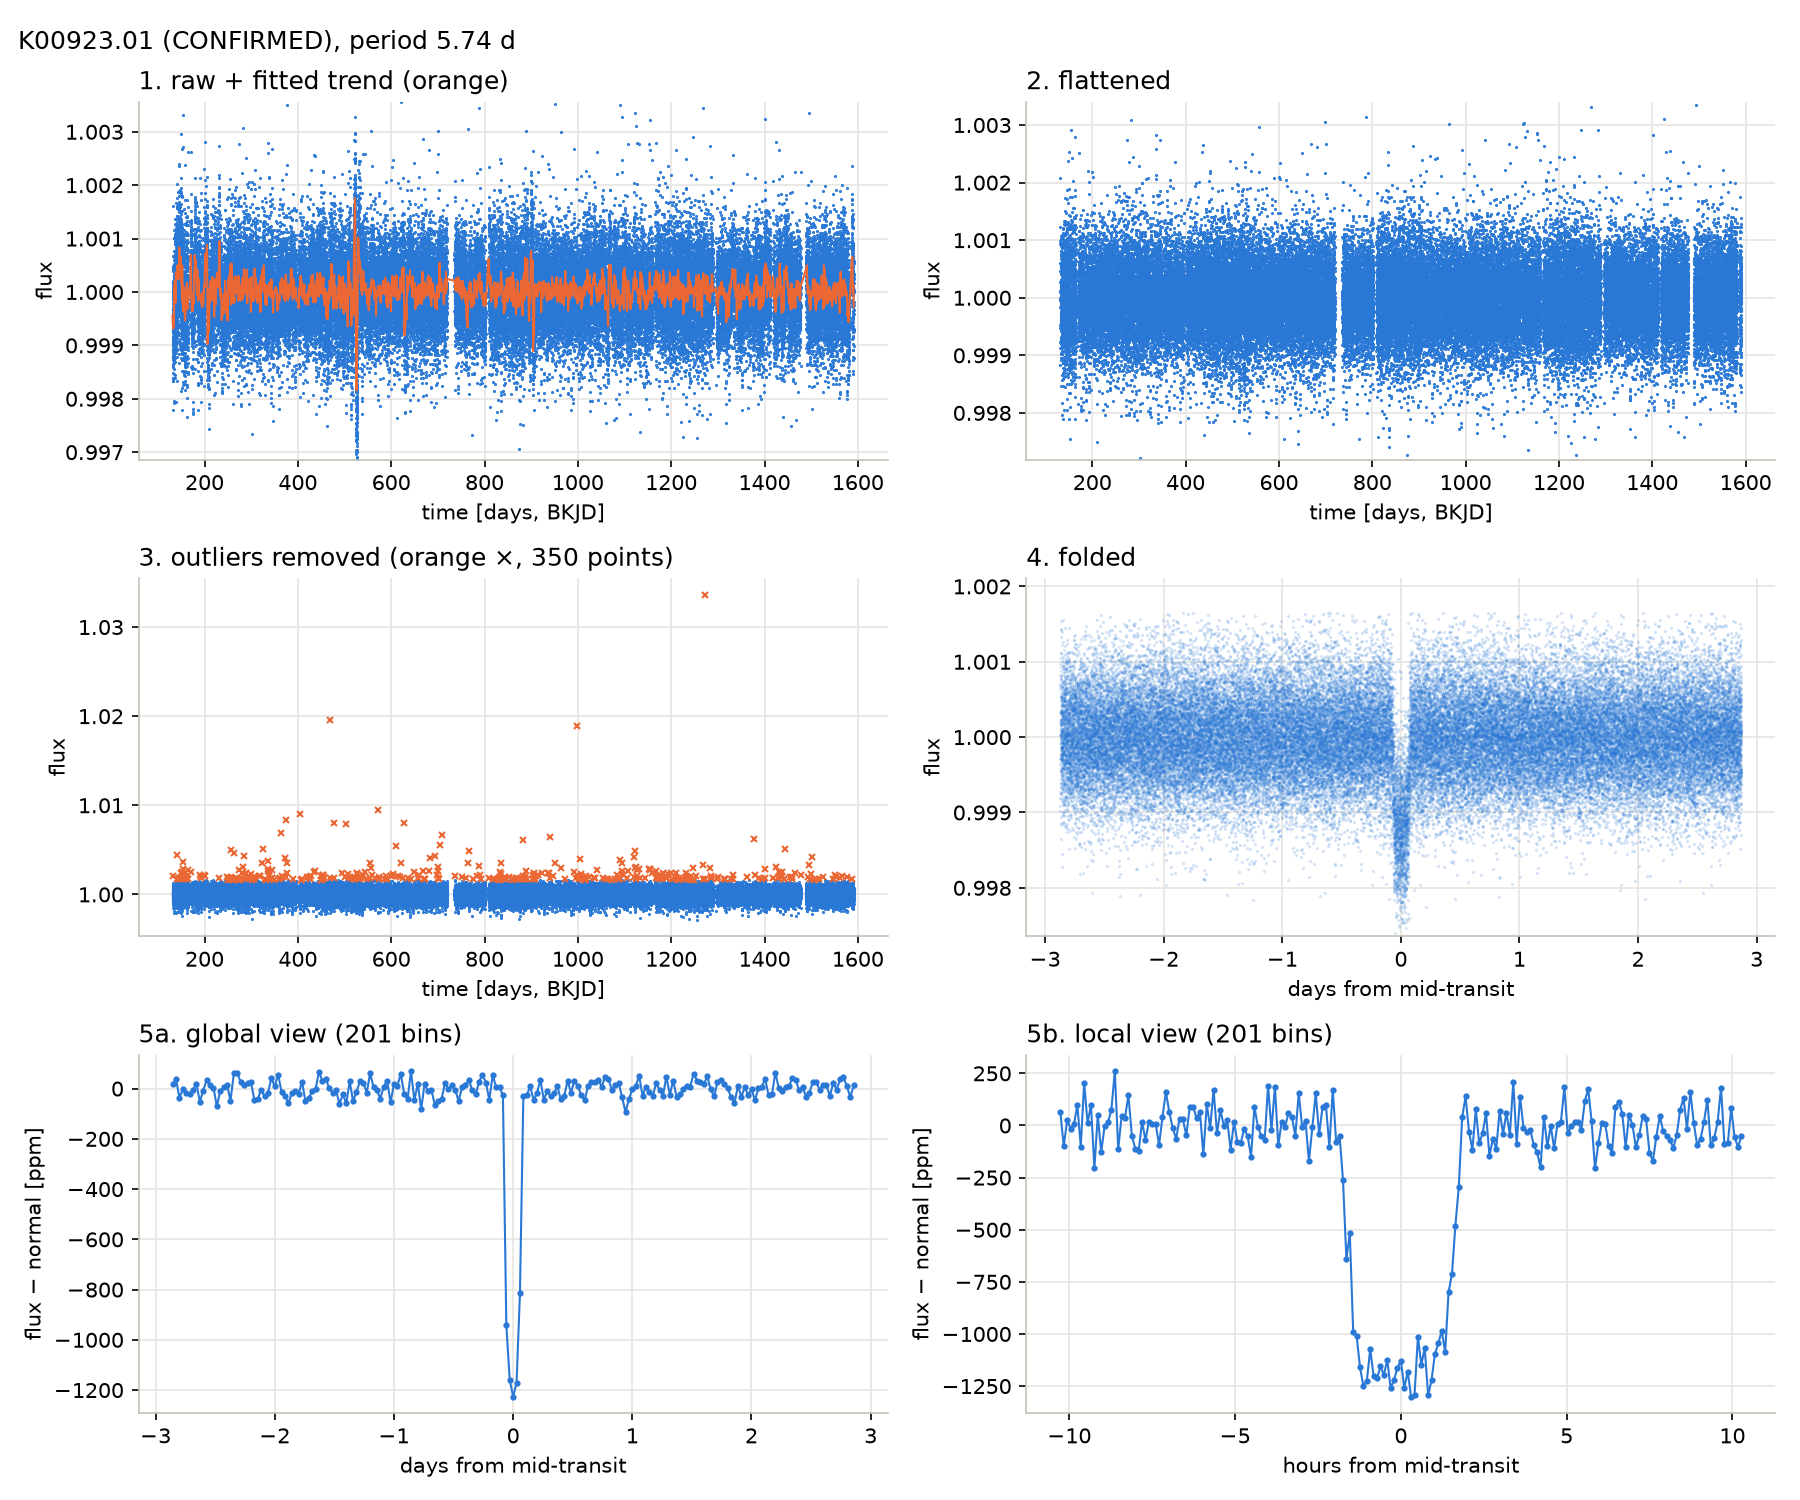 K00923.01 (CONFIRMED), period 5.74 d
1. raw + fitted trend (orange)
1.003
1.002
1.001
1.000
0.999
0.998
0.997
flux
200 400 600 800 1000 1200 1400 1600
time [days, BKJD]
2. flattened
1.003
1.002
1.001
1.000
0.999
0.998
flux
200 400 600 800 1000 1200 1400 1600
time [days, BKJD]
3. outliers removed (orange ×, 350 points)
1.03
1.02
1.01
1.00
flux
200 400 600 800 1000 1200 1400 1600
time [days, BKJD]
4. folded
1.002
1.001
1.000
0.999
0.998
flux
−3 −2 −1 0 1 2 3
days from mid-transit
5a. global view (201 bins)
0
−200
−400
−600
−800
−1000
−1200
flux − normal [ppm]
−3 −2 −1 0 1 2 3
days from mid-transit
5b. local view (201 bins)
250
0
−250
−500
−750
−1000
−1250
flux − normal [ppm]
−10 −5 0 5 10
hours from mid-transit